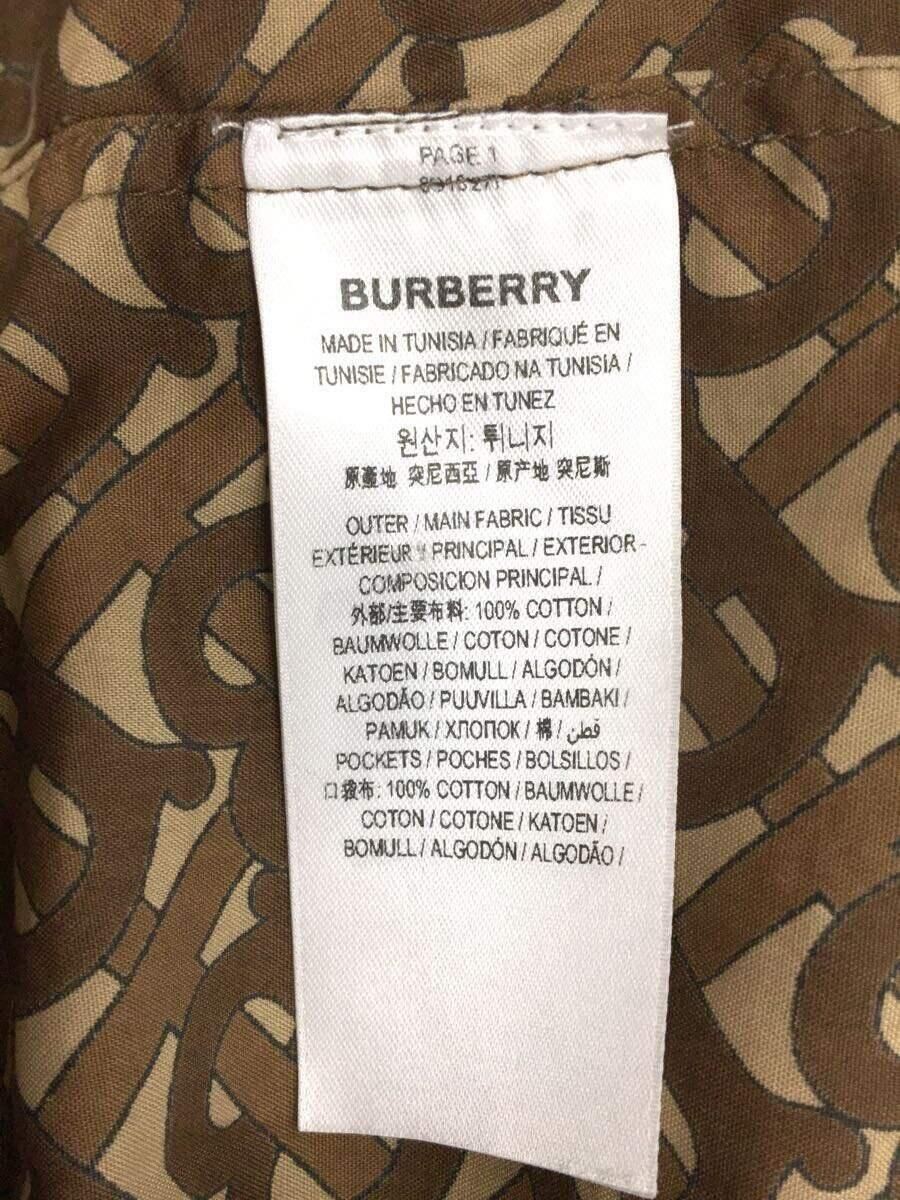 PAGE 1
BURBERRY
MADE IN TUNISIA / FABRIQUÉ EN
TUNISIE / FABRICADO NA TUNISIA /
HECHO EN TUNEZ
원산지: 튀니지
原產地 突尼西亞 / 原产地 突尼斯
OUTER / MAIN FABRIC / TISSU
EXTÉRIEUR / PRINCIPAL / EXTERIOR -
COMPOSICION PRINCIPAL /
外部/主要布料: 100% COTTON /
BAUMWOLLE / COTON / COTONE /
KATOEN / BOMULL / ALGODÓN /
ALGODÃO / PUUVILLA / BAMBAKI /
PAMUK / ХЛОПОК / 棉 / قطن /
POCKETS / POCHES / BOLSILLOS /
口袋布: 100% COTTON / BAUMWOLLE /
COTON / COTONE / KATOEN /
BOMULL / ALGODÓN / ALGODÃO /